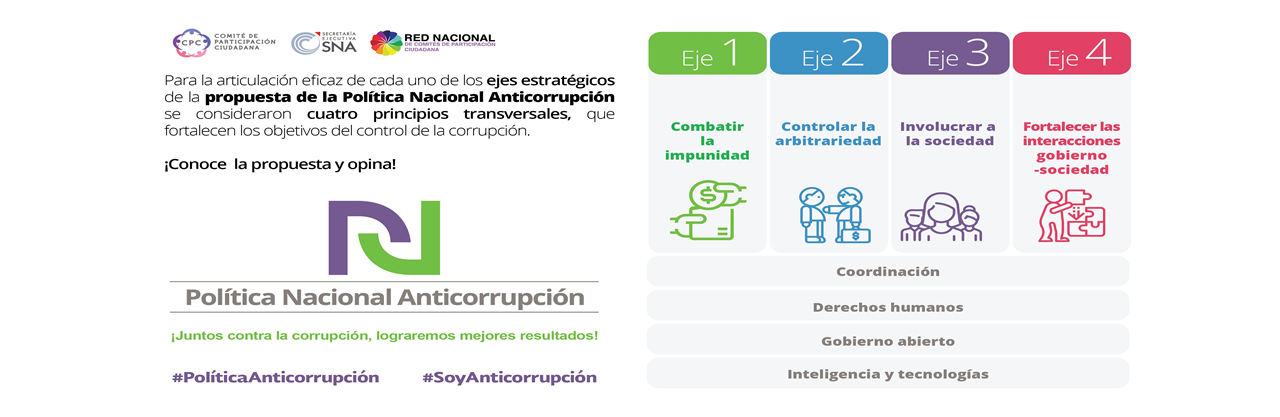 CPC
COMITÉ DE
PARTICIPACIÓN
CIUDADANA
SECRETARÍA
EJECUTIVA
SNA
RED NACIONAL
DE COMITÉS DE PARTICIPACIÓN
CIUDADANA
Para la articulación eficaz de cada uno de los ejes estratégicos
de la propuesta de la Política Nacional Anticorrupción
se consideraron cuatro principios transversales, que
fortalecen los objetivos del control de la corrupción.
¡Conoce la propuesta y opina!
Política Nacional Anticorrupción
¡Juntos contra la corrupción, lograremos mejores resultados!
#PolíticaAnticorrupción #SoyAnticorrupción
Eje 1
Combatir
la
impunidad
Eje 2
Controlar la
arbitrariedad
Eje 3
Involucrar a
la sociedad
Eje 4
Fortalecer las
interacciones
gobierno
-sociedad
Coordinación
Derechos humanos
Gobierno abierto
Inteligencia y tecnologías